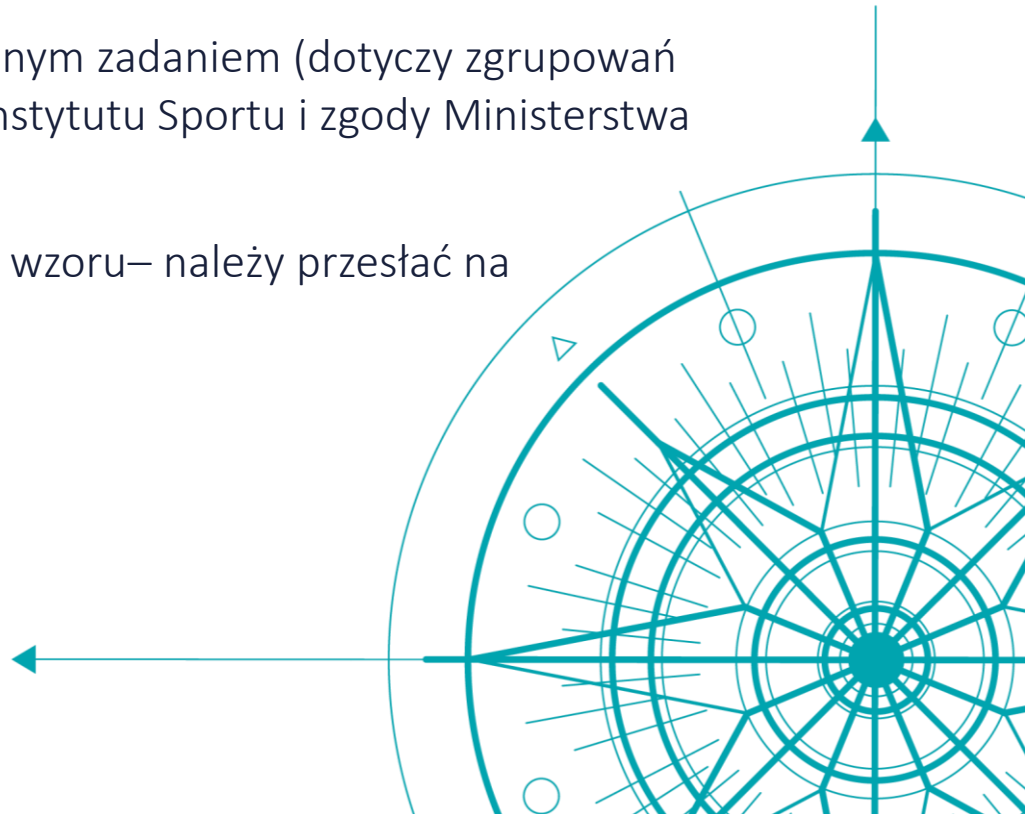 nym zadaniem (dotyczy zgrupowań
nstytutu Sportu i zgody Ministerstwa
wzoru– należy przesłać na